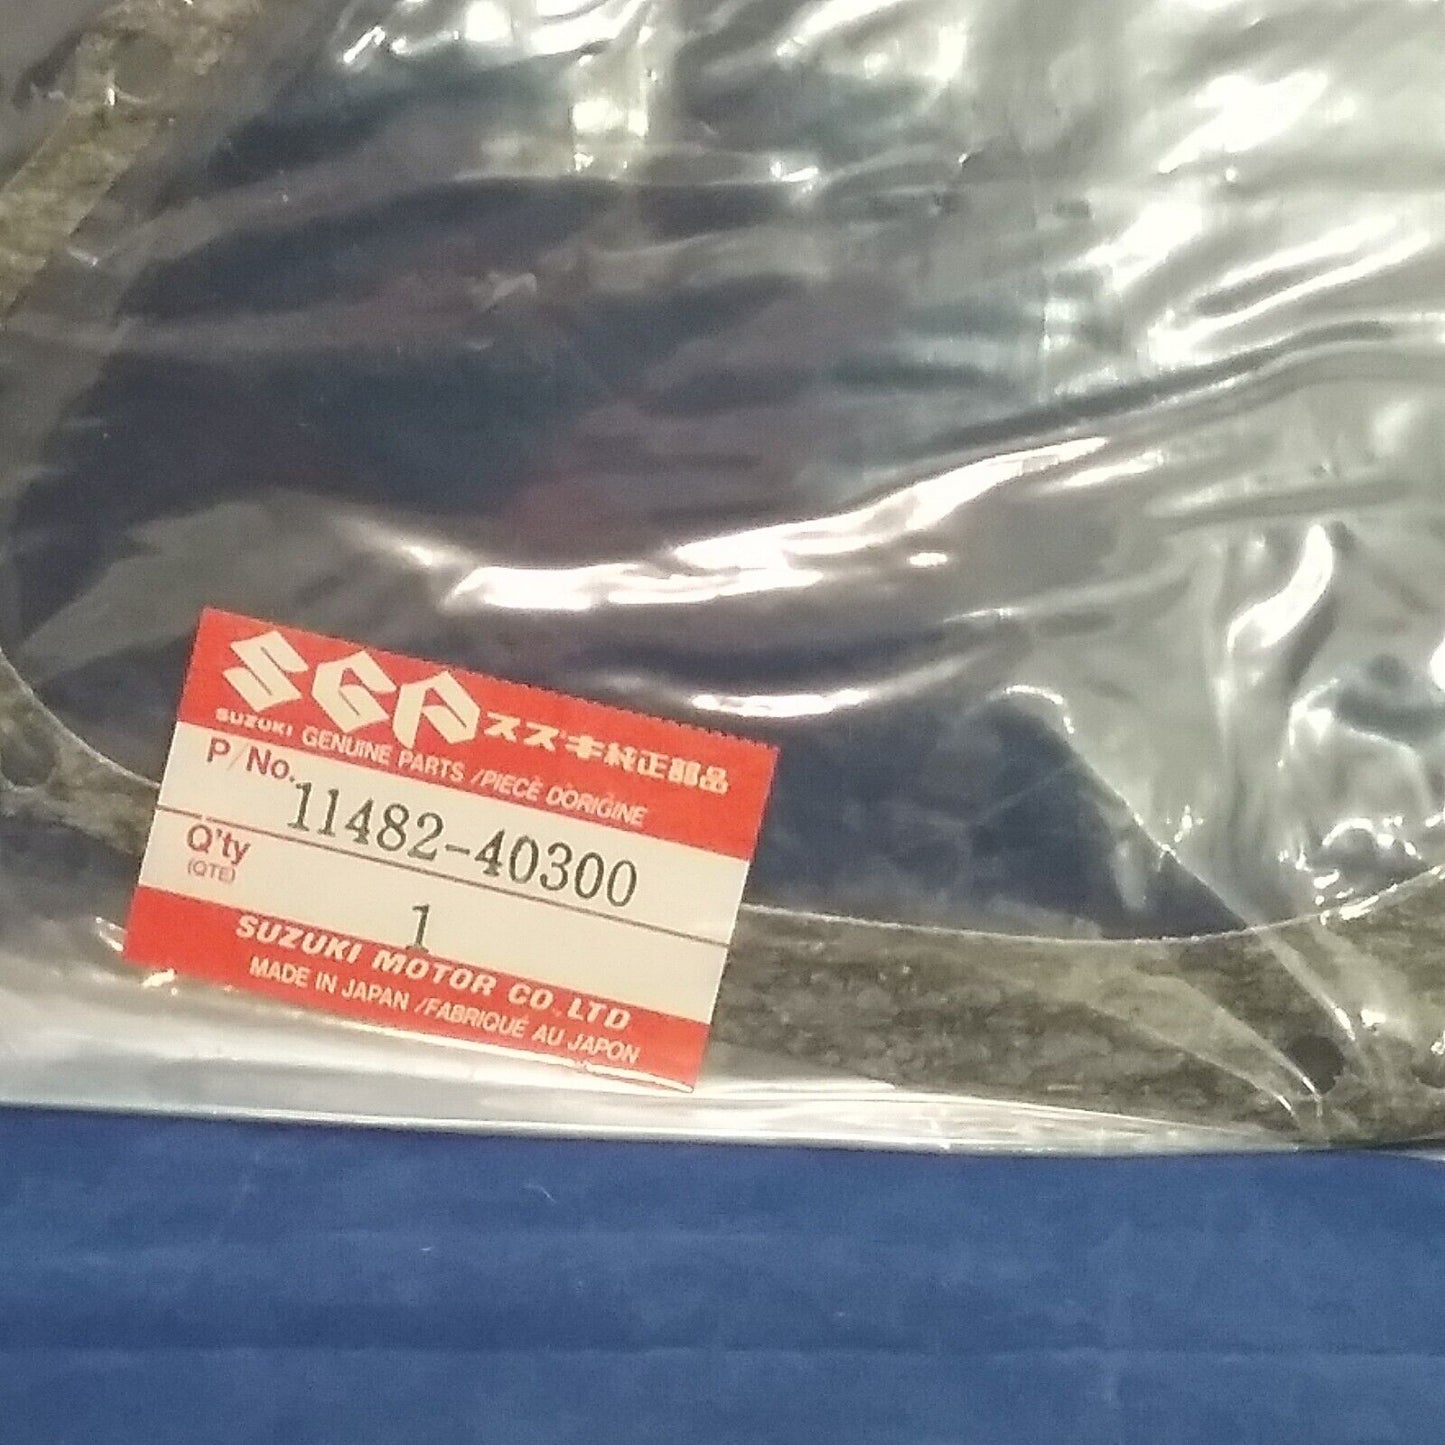 SGP スズキ純正部品
SUZUKI GENUINE PARTS /PIECE DORIGINE
P/No.
11482-40300
Q'ty
(QTE)
1
SUZUKI MOTOR CO.,LTD
MADE IN JAPAN /FABRIQUÉ AU JAPON